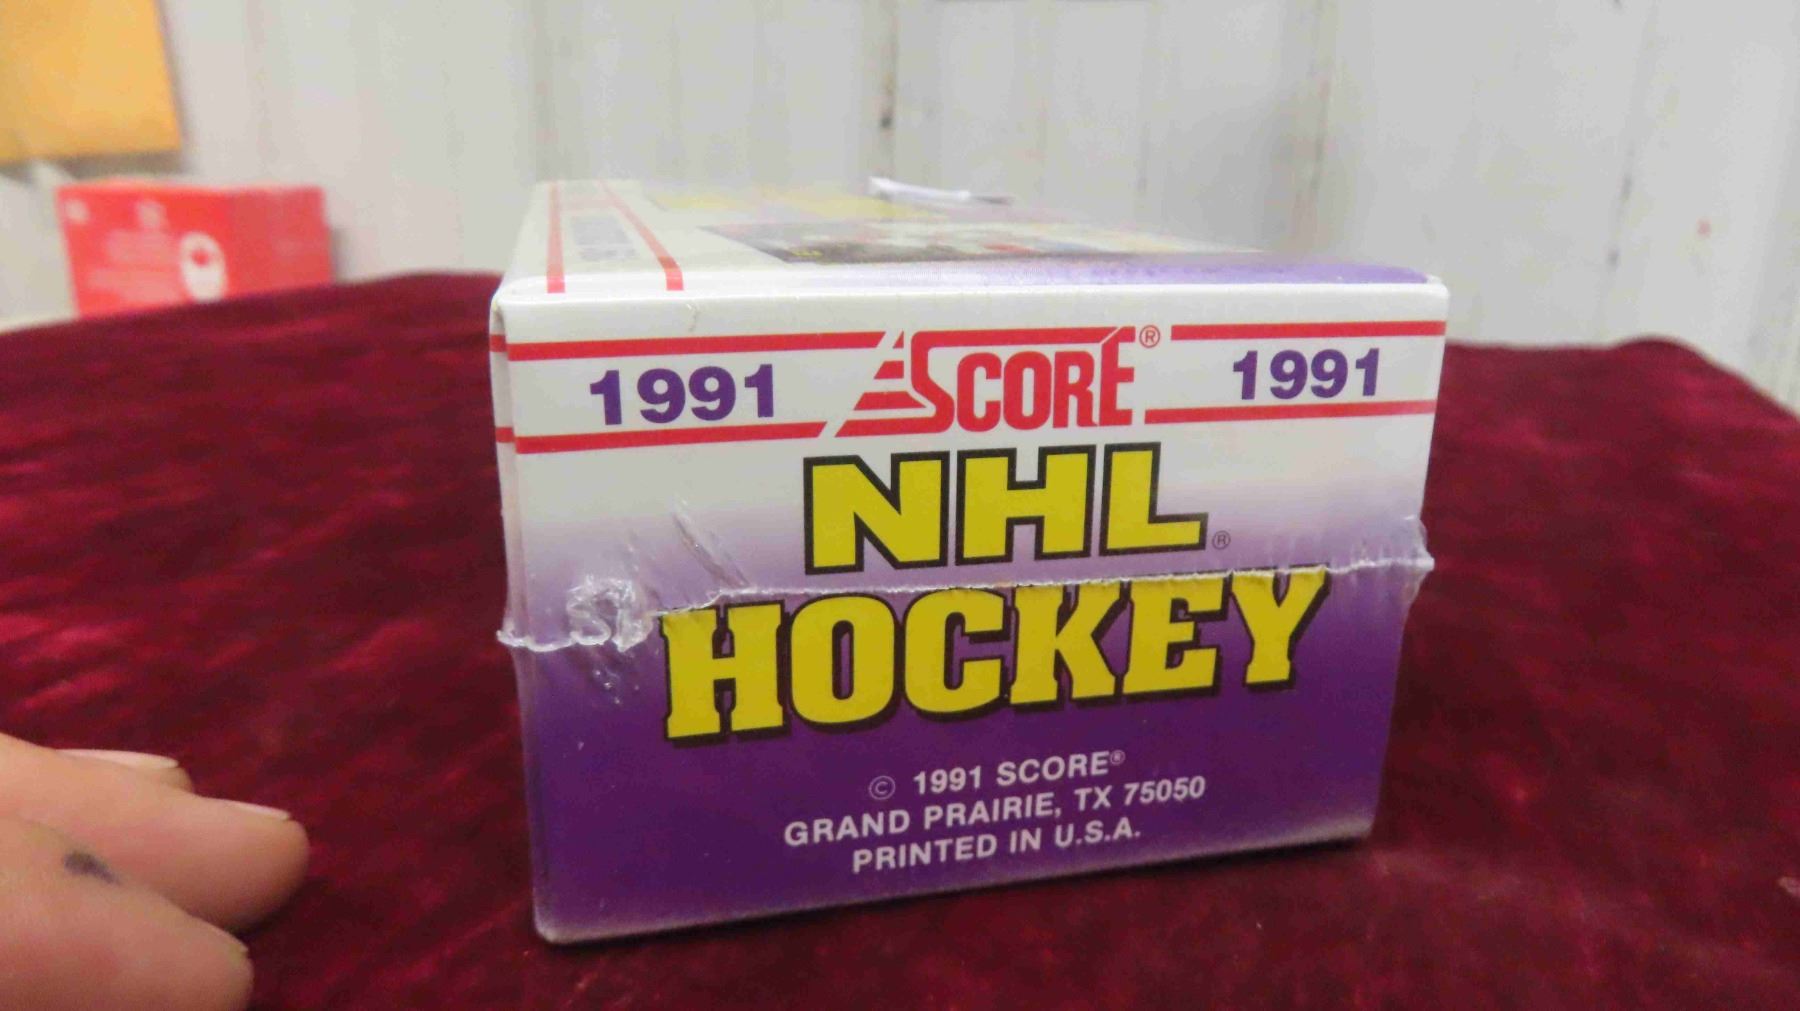 1991 SCORE® 1991
NHL®
HOCKEY
© 1991 SCORE®
GRAND PRAIRIE, TX 75050
PRINTED IN U.S.A.